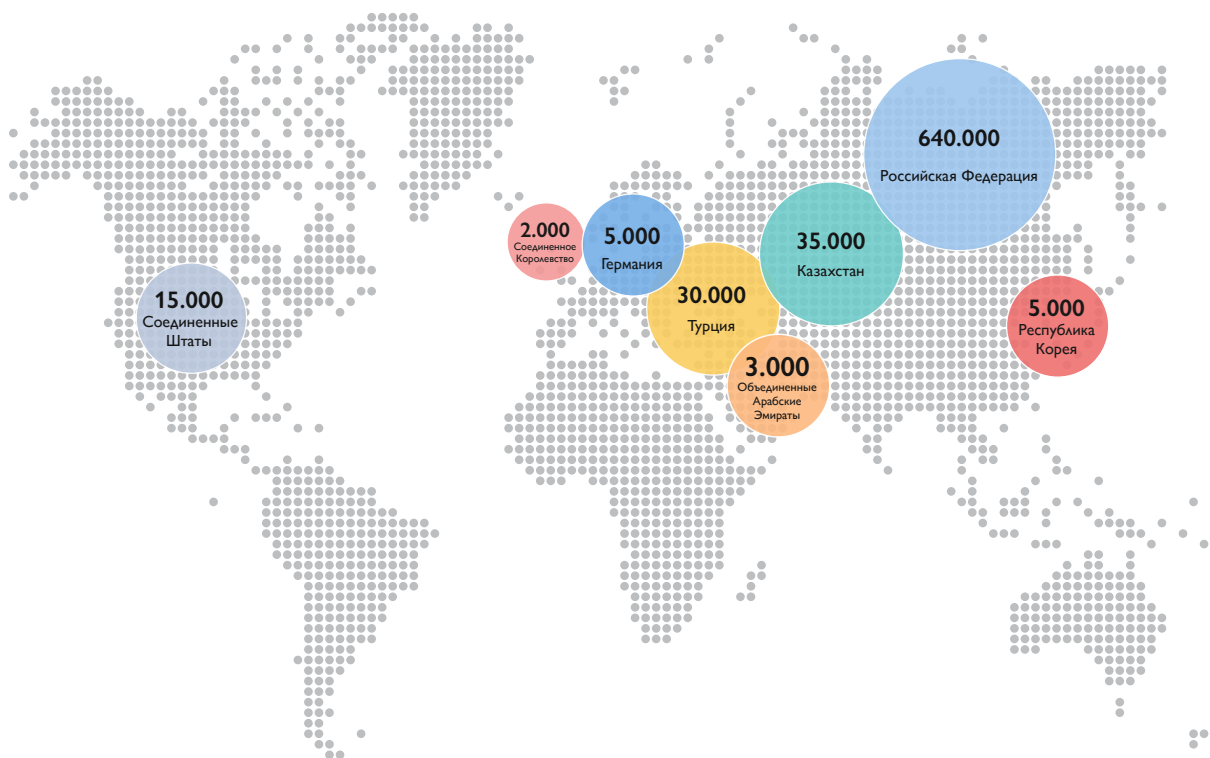 640.000
Российская Федерация
2.000
Соединенное
Королевство
5.000
Германия
35.000
Казахстан
15.000
Соединенные
Штаты
30.000
Турция
5.000
Республика
Корея
3.000
Объединенные
Арабские
Эмираты